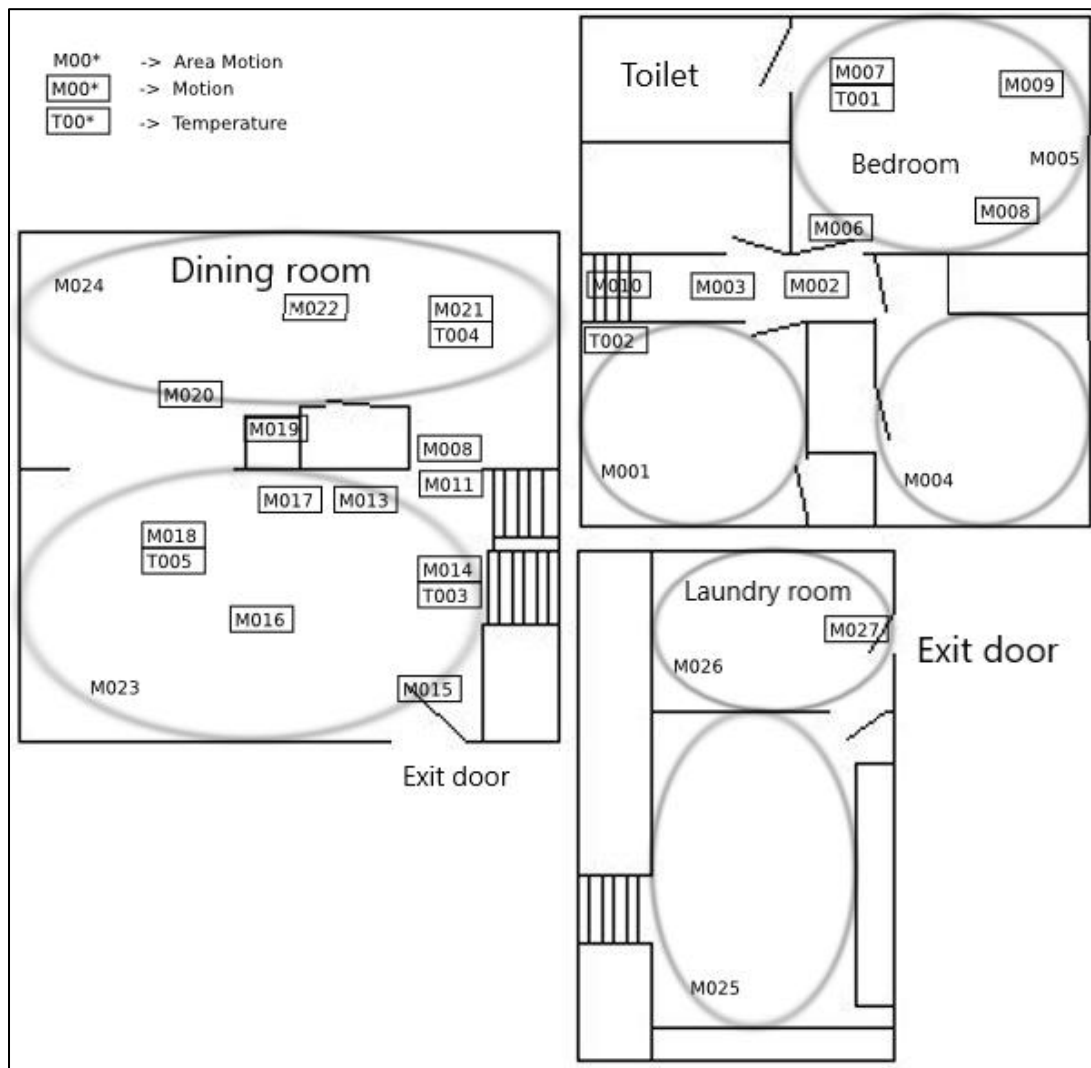 M00* -> Area Motion
M00* -> Motion
T00* -> Temperature
Toilet
M007
T001
M009
Bedroom
M005
M008
M006
M010
M003
M002
T002
M001
M004
Dining room
M024
M022
M021
T004
M020
M019
M008
M011
M017
M013
M018
T005
M014
T003
M016
M023
M015
Exit door
Laundry room
M027
M026
Exit door
M025